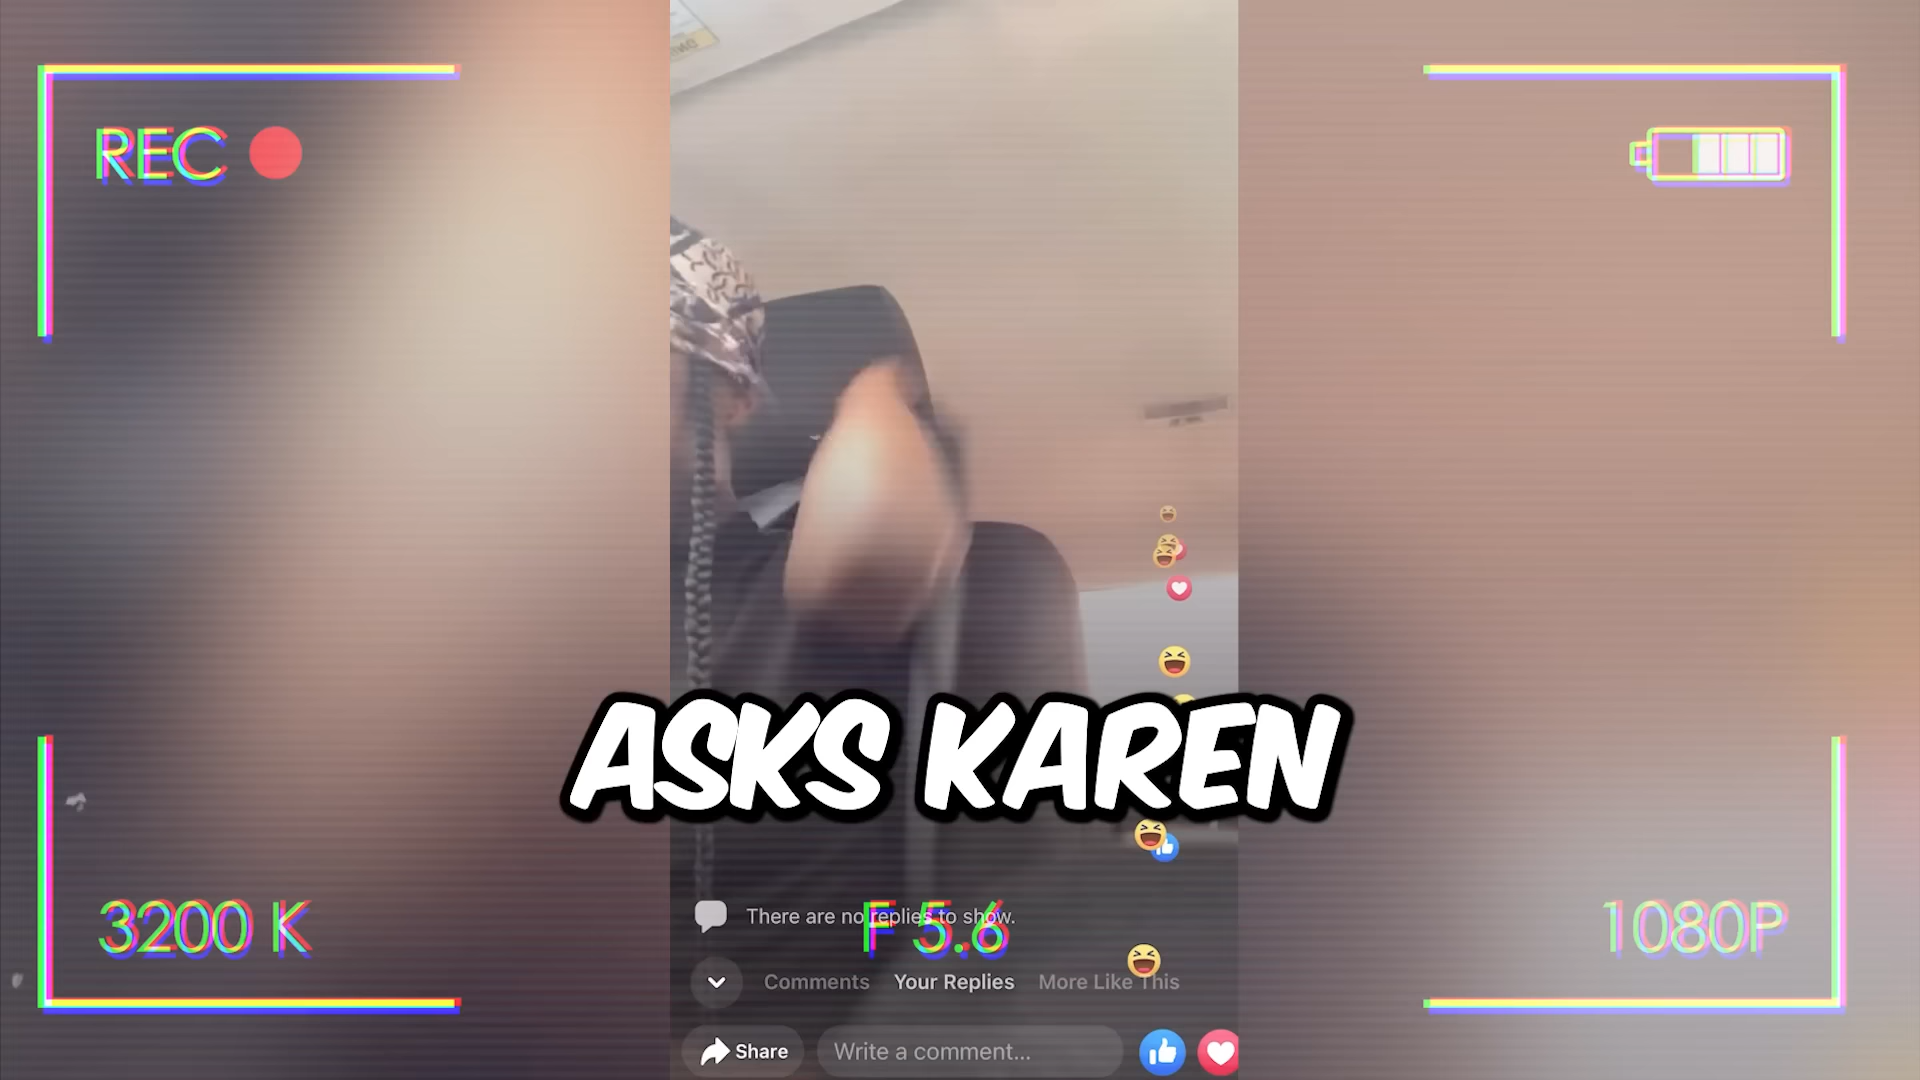 REC
ASKS KAREN
There are no replies to show.
3200 K
F 5.6
1080P
Comments
Your Replies
More Like This
Share
Write a comment...